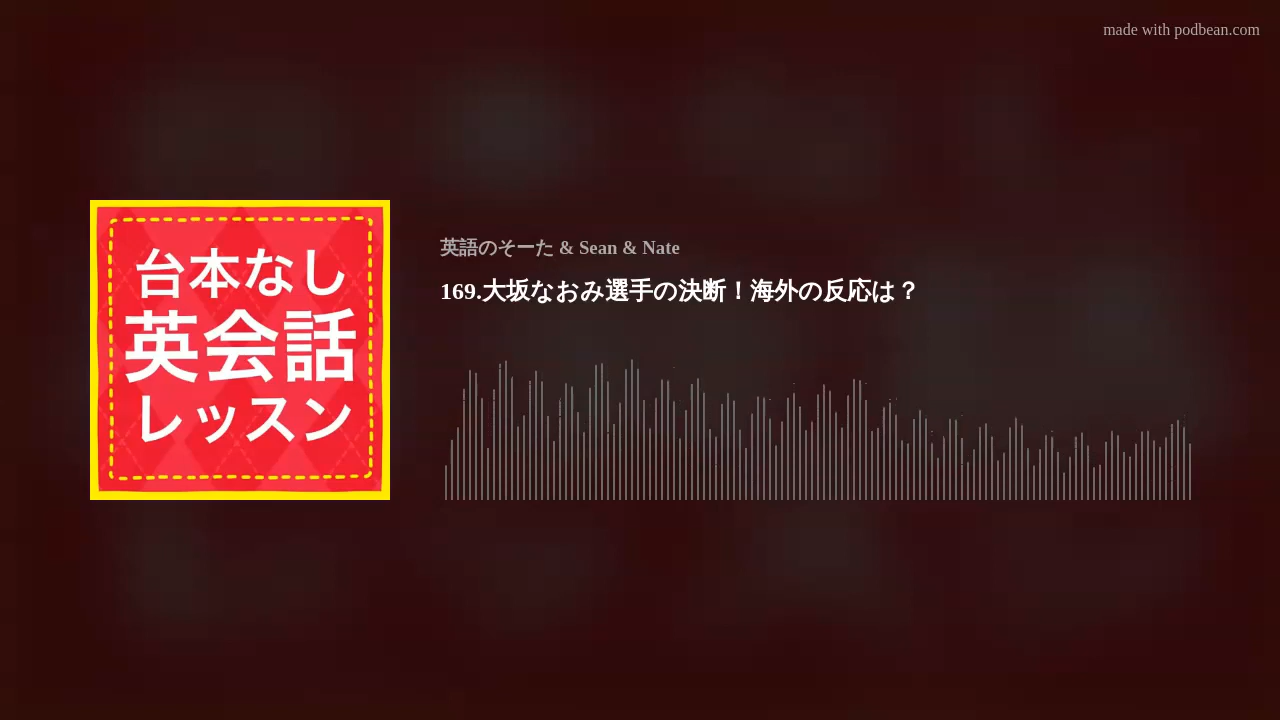 made with podbean.com
台本なし
英会話
レッスン
英語のそーた & Sean & Nate
169.大坂なおみ選手の決断！海外の反応は？